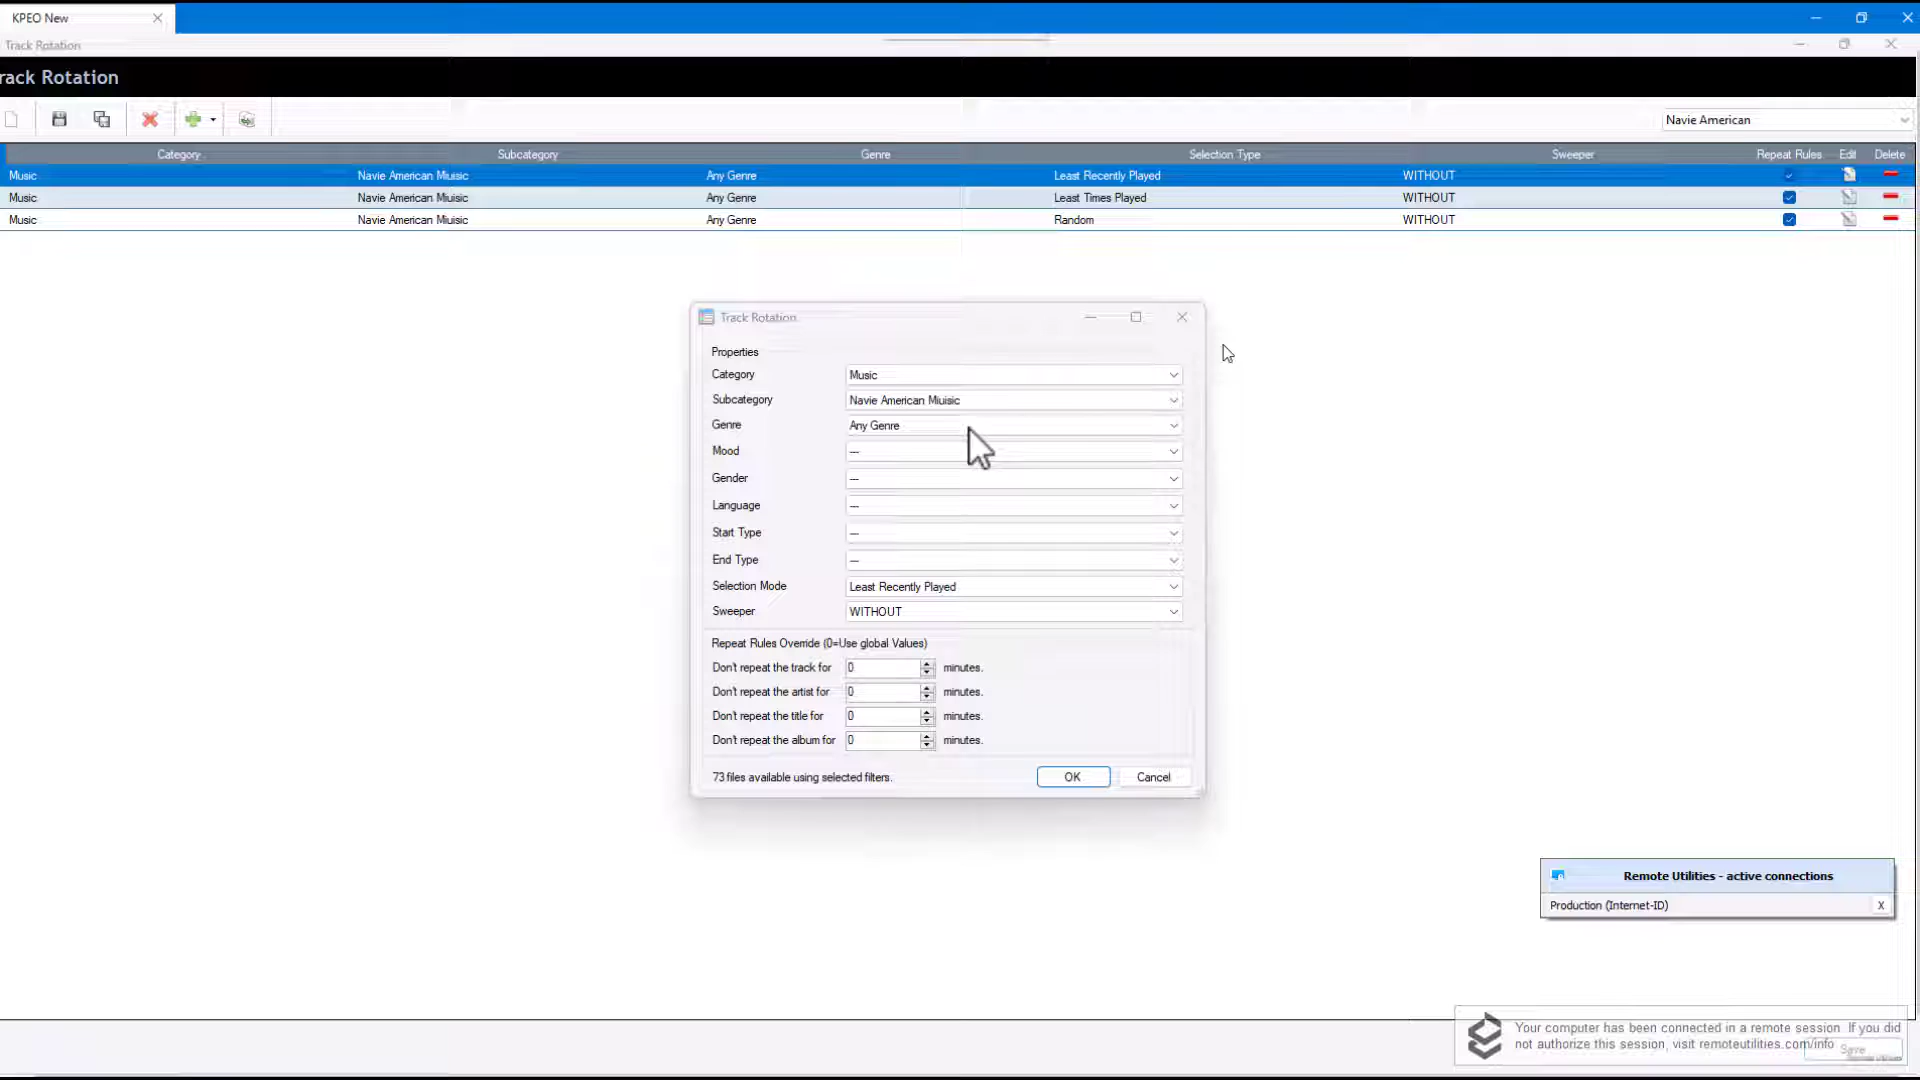 KPEO New
Track Rotation
rack Rotation
Navie American
Category Subcategory Genre Selection Type Sweeper Repeat Rules Edit Delete
Music Navie American Miuisic Any Genre Least Recently Played WITHOUT
Music Navie American Miuisic Any Genre Least Times Played WITHOUT
Music Navie American Miuisic Any Genre Random WITHOUT
Track Rotation
Properties
Category Music
Subcategory Navie American Miuisic
Genre Any Genre
Mood ---
Gender ---
Language ---
Start Type ---
End Type ---
Selection Mode Least Recently Played
Sweeper WITHOUT
Repeat Rules Override (0=Use global Values)
Don't repeat the track for 0 minutes.
Don't repeat the artist for 0 minutes.
Don't repeat the title for 0 minutes.
Don't repeat the album for 0 minutes.
73 files available using selected filters.
OK Cancel
Remote Utilities - active connections
Production (Internet-ID) X
Your computer has been connected in a remote session. If you did
not authorize this session, visit remoteutilities.com/info
Save